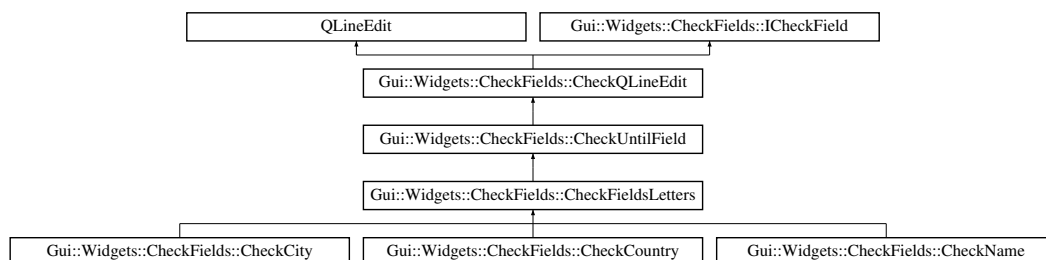 QLineEdit
Gui::Widgets::CheckFields::ICheckField
Gui::Widgets::CheckFields::CheckQLineEdit
Gui::Widgets::CheckFields::CheckUntilField
Gui::Widgets::CheckFields::CheckFieldsLetters
Gui::Widgets::CheckFields::CheckCity
Gui::Widgets::CheckFields::CheckCountry
Gui::Widgets::CheckFields::CheckName